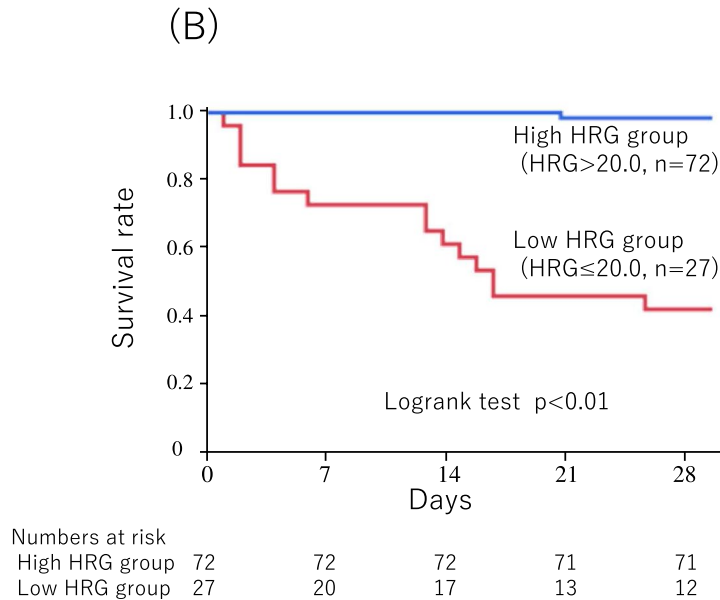 (B)
1.0
0.8
0.6
0.4
0.2
0
Survival rate
High HRG group
(HRG>20.0, n=72)
Low HRG group
(HRG≤20.0, n=27)
Logrank test p<0.01
0 7 14 21 28
Days
Numbers at risk
High HRG group 72 72 72 71 71
Low HRG group 27 20 17 13 12